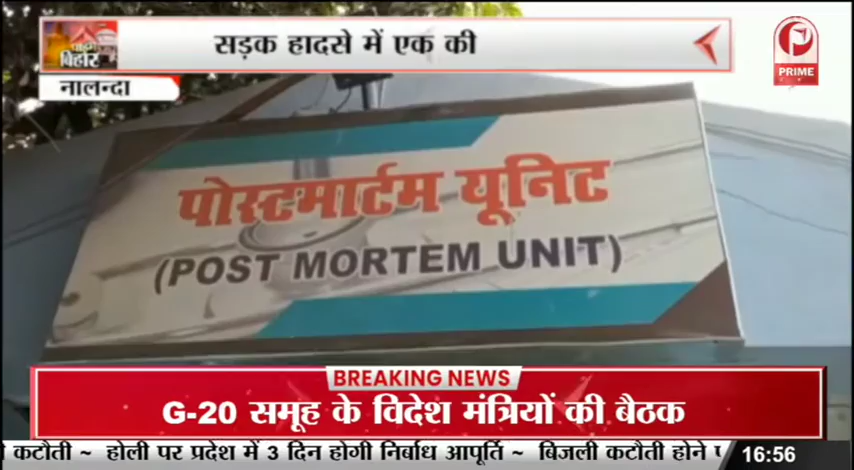 सड़क हादसे में एक की
बिहार
PRIME
नालन्दा
पोस्टमार्टम यूनिट
(POST MORTEM UNIT)
BREAKING NEWS
G-20 समूह के विदेश मंत्रियों की बैठक
कटौती ~ होली पर प्रदेश में 3 दिन होगी निर्बाध आपूर्ति ~ बिजली कटौती होने
16:56